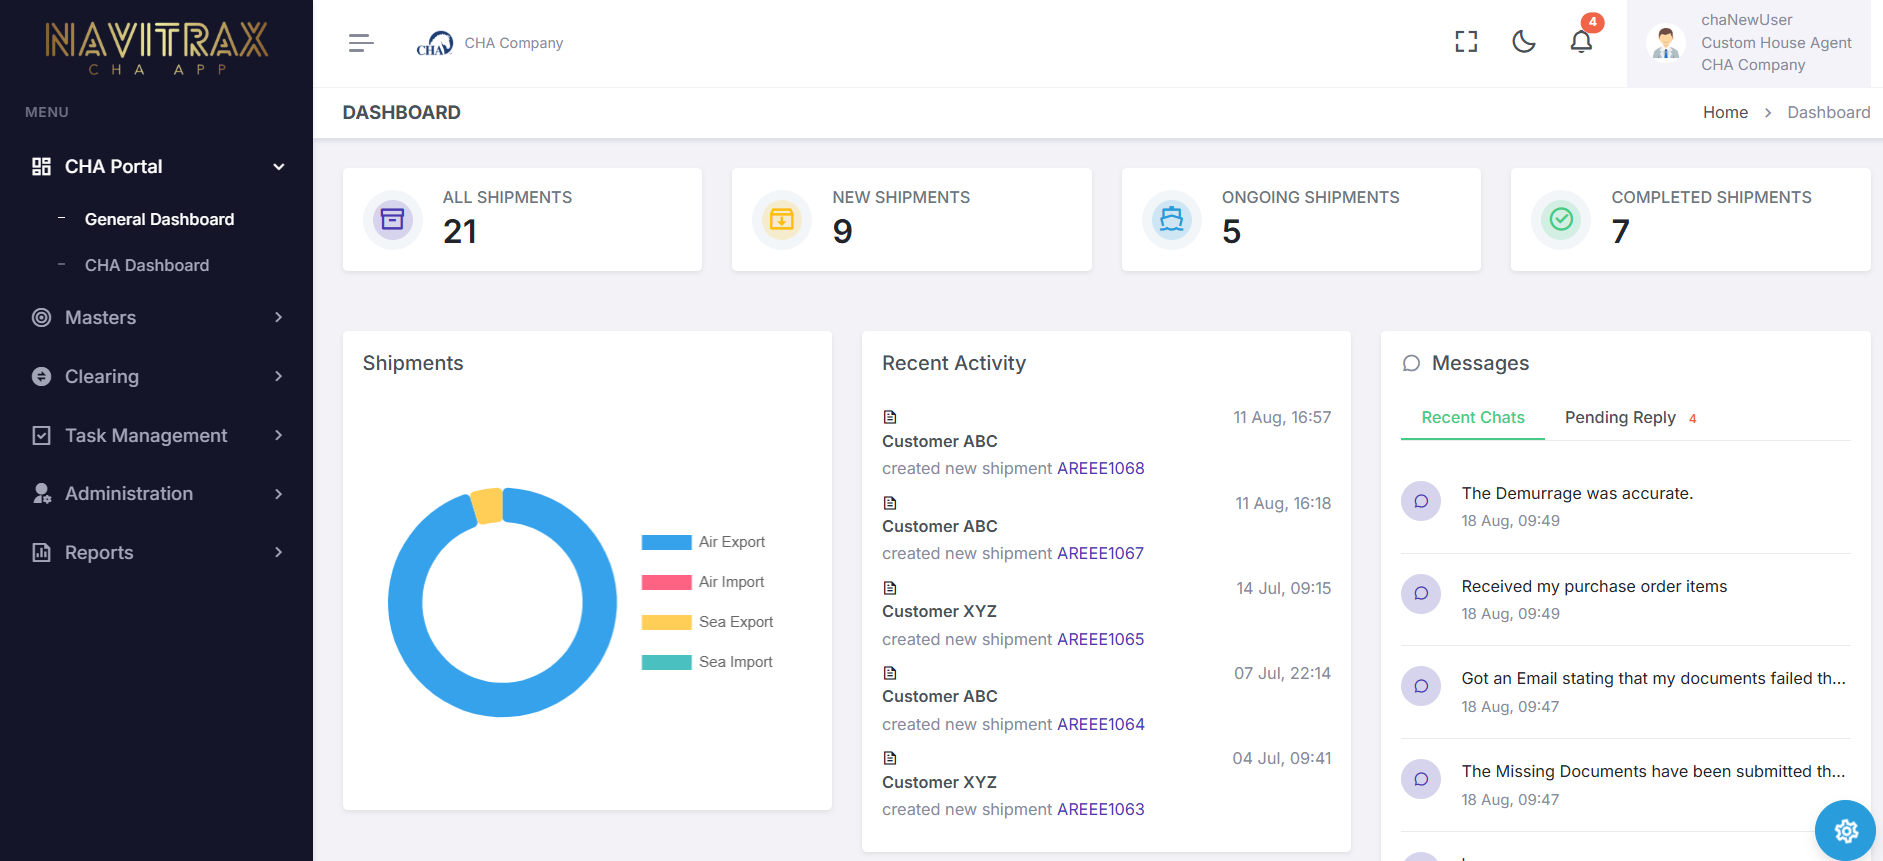 NAVITRAX
CHA APP
MENU
CHA Portal
General Dashboard
CHA Dashboard
Masters
Clearing
Task Management
Administration
Reports
CHA
CHA Company
4
chaNewUser
Custom House Agent
CHA Company
DASHBOARD
Home > Dashboard
ALL SHIPMENTS
21
NEW SHIPMENTS
9
ONGOING SHIPMENTS
5
COMPLETED SHIPMENTS
7
Shipments
Air Export
Air Import
Sea Export
Sea Import
Recent Activity
11 Aug, 16:57
Customer ABC
created new shipment AREEE1068
11 Aug, 16:18
Customer ABC
created new shipment AREEE1067
14 Jul, 09:15
Customer XYZ
created new shipment AREEE1065
07 Jul, 22:14
Customer ABC
created new shipment AREEE1064
04 Jul, 09:41
Customer XYZ
created new shipment AREEE1063
Messages
Recent Chats
Pending Reply 4
The Demurrage was accurate.
18 Aug, 09:49
Received my purchase order items
18 Aug, 09:49
Got an Email stating that my documents failed th...
18 Aug, 09:47
The Missing Documents have been submitted th...
18 Aug, 09:47